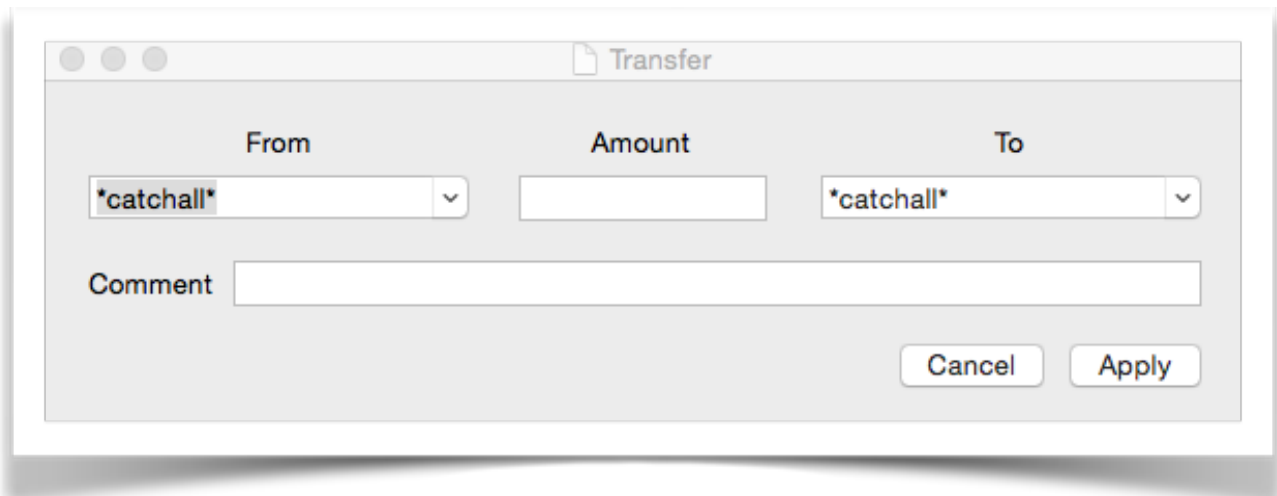 Transfer
From Amount To
*catchall* *catchall*
Comment
Cancel Apply